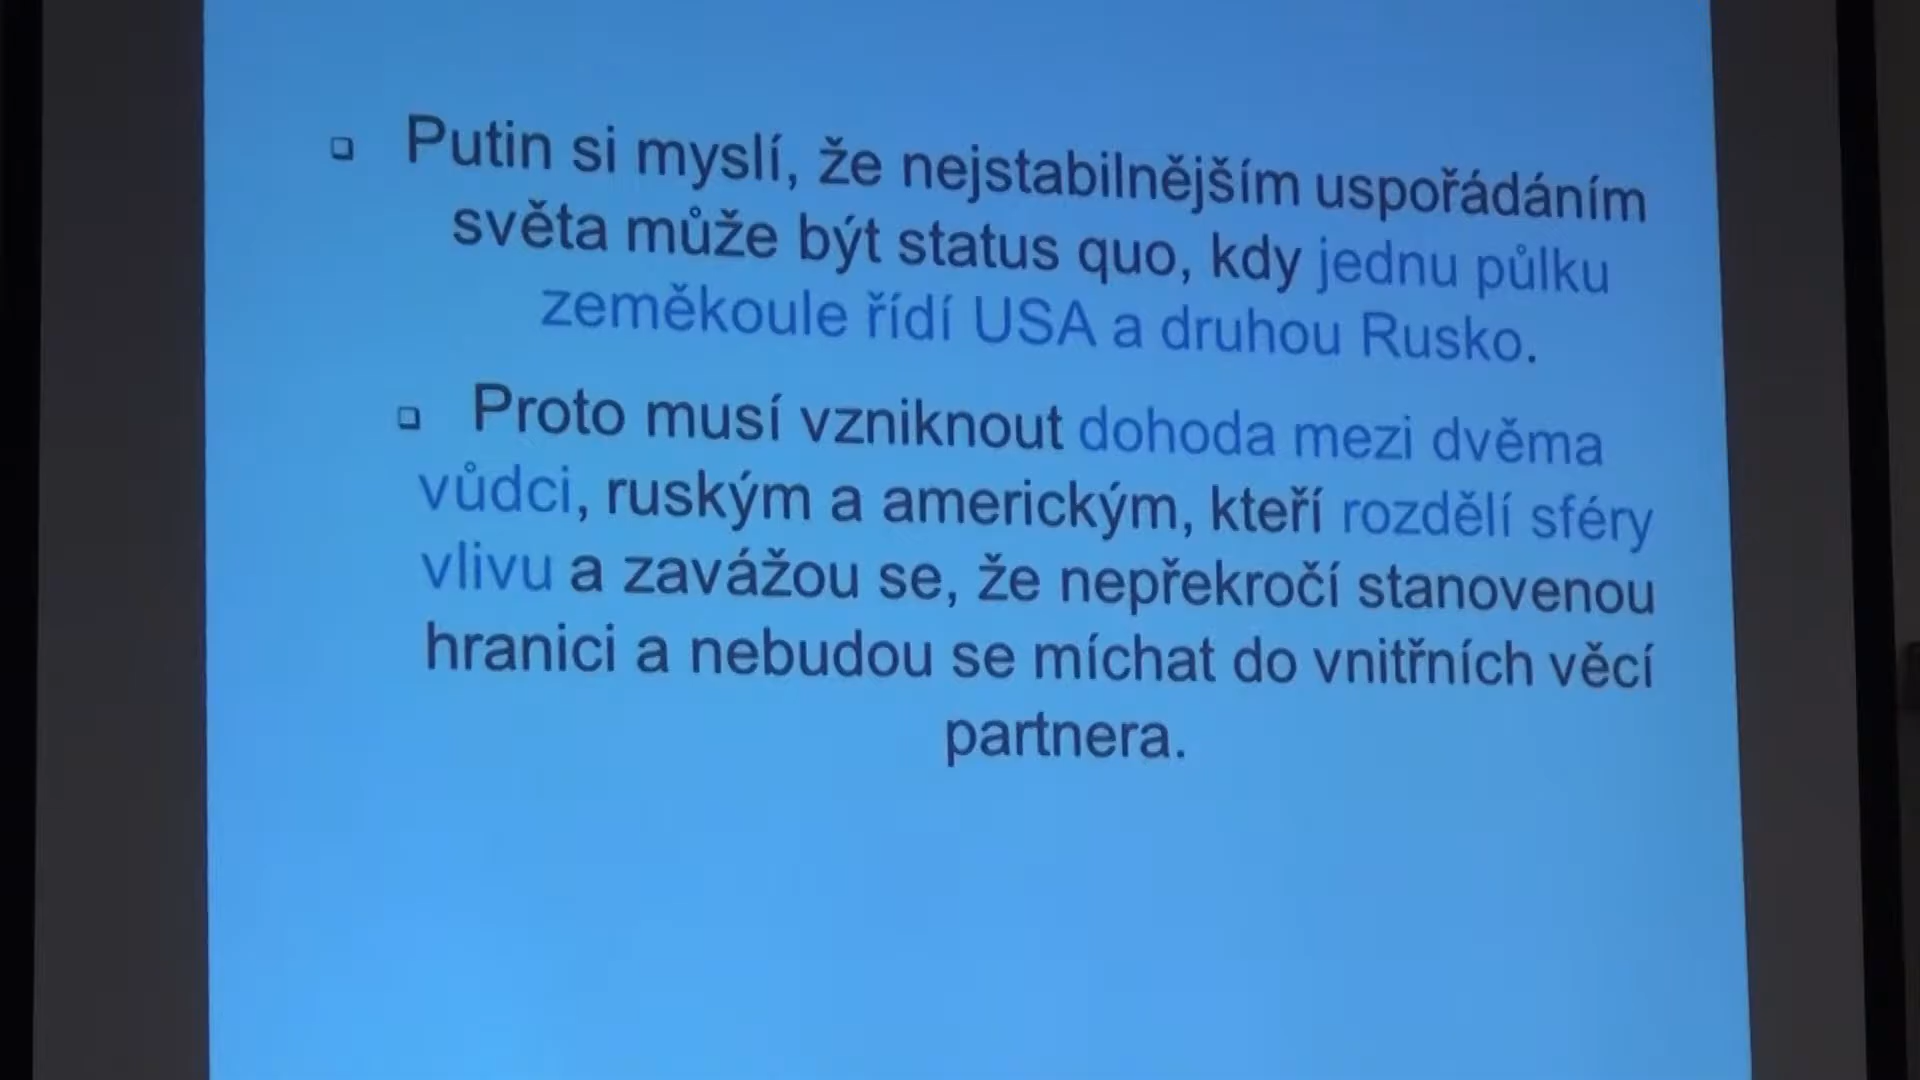 ❑ Putin si myslí, že nejstabilnějším uspořádáním
světa může být status quo, kdy jednu půlku
zeměkoule řídí USA a druhou Rusko.
❑ Proto musí vzniknout dohoda mezi dvěma
vůdci, ruským a americkým, kteří rozdělí sféry
vlivu a zavážou se, že nepřekročí stanovenou
hranici a nebudou se míchat do vnitřních věcí
partnera.